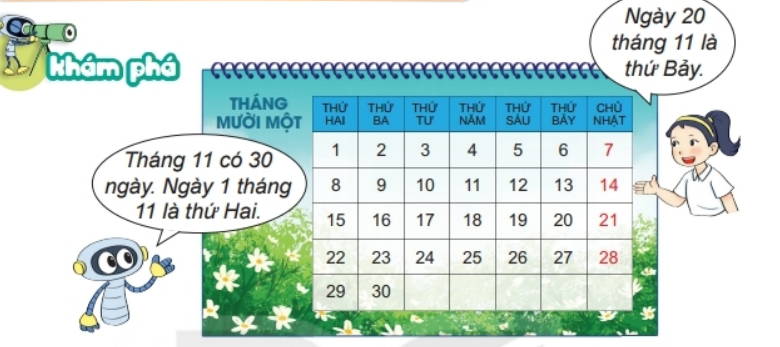 khám phá
Ngày 20
tháng 11 là
thứ Bảy.
THÁNG
MƯỜI MỘT
THỨ HAI THỨ BA THỨ TƯ THỨ NĂM THỨ SÁU THỨ BẢY CHỦ NHẬT
1 2 3 4 5 6 7
8 9 10 11 12 13 14
15 16 17 18 19 20 21
22 23 24 25 26 27 28
29 30
Tháng 11 có 30
ngày. Ngày 1 tháng
11 là thứ Hai.